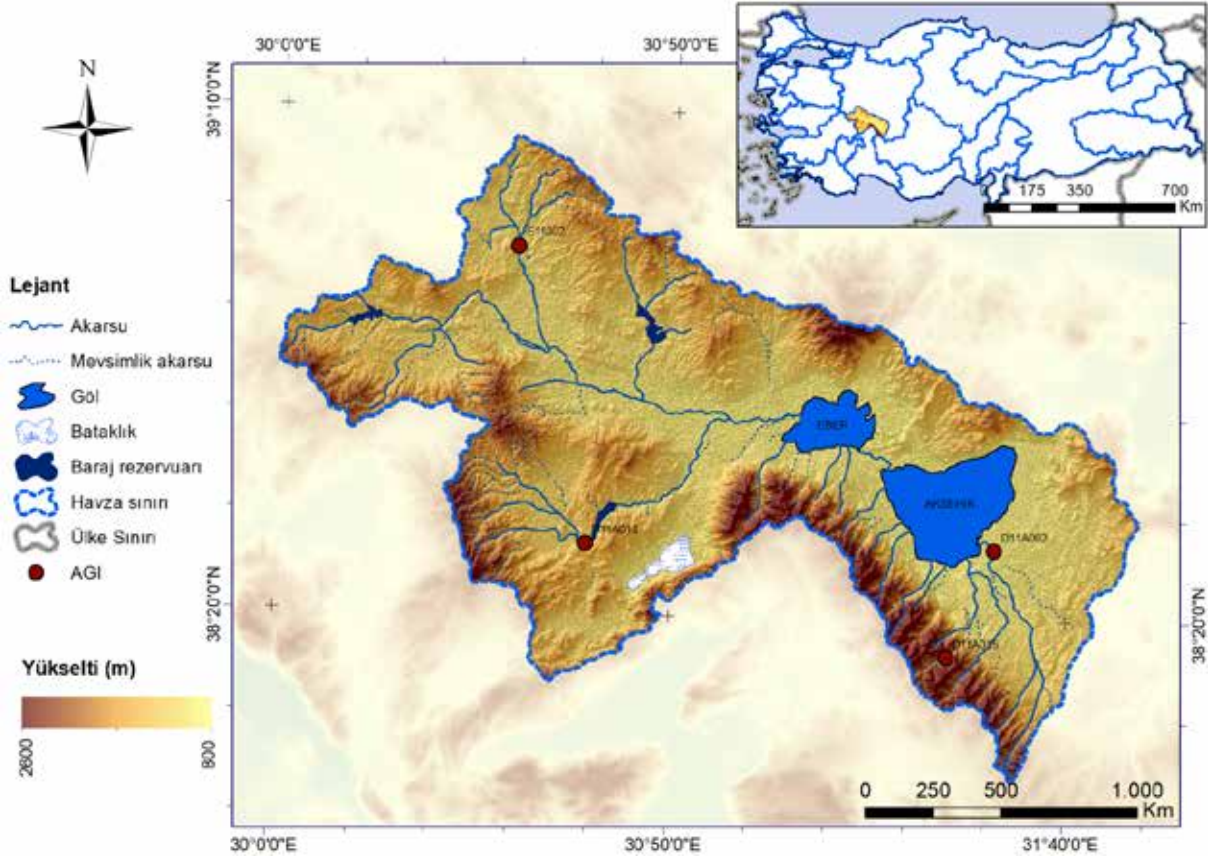 30°0'0"E
30°50'0"E
N
39°10'0"N
175
350
700
Km
Lejant
Akarsu
Mevsimlik akarsu
Göl
Bataklık
Baraj rezervuarı
Havza sınırı
Ülke Sınırı
AGI
EBER
AKSEHIR
D11A003
38°20'0"N
38°20'0"N
Yükselti (m)
2600
800
0
250
500
1.000
Km
30°0'0"E
30°50'0"E
31°40'0"E